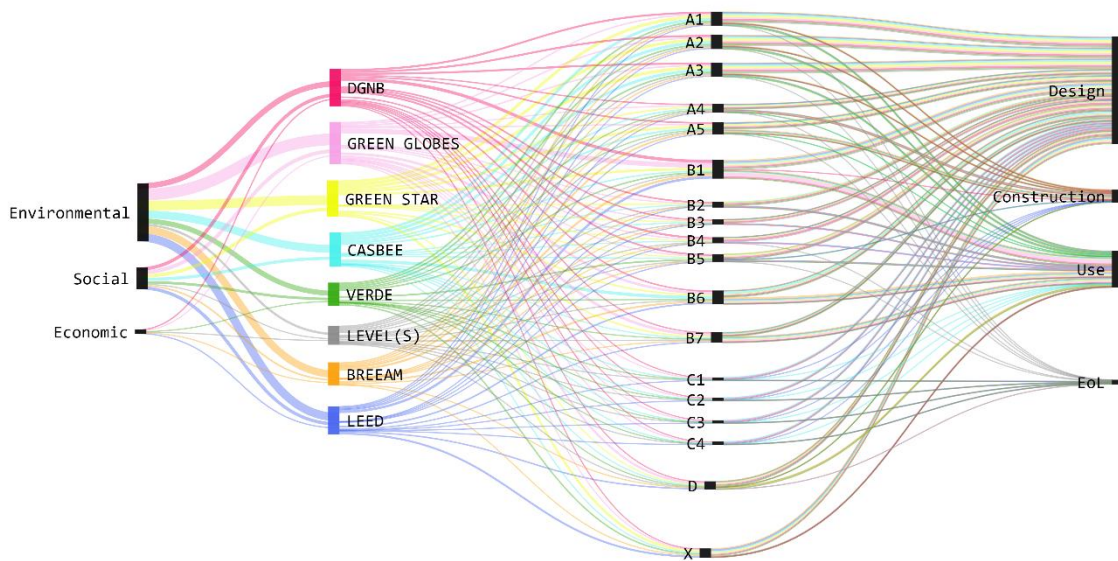 Environmental
Social
Economic
DGNB
GREEN GLOBES
GREEN STAR
CASBEE
VERDE
LEVEL(S)
BREEAM
LEED
A1
A2
A3
A4
A5
B1
B2
B3
B4
B5
B6
B7
C1
C2
C3
C4
D
X
Design
Construction
Use
EoL